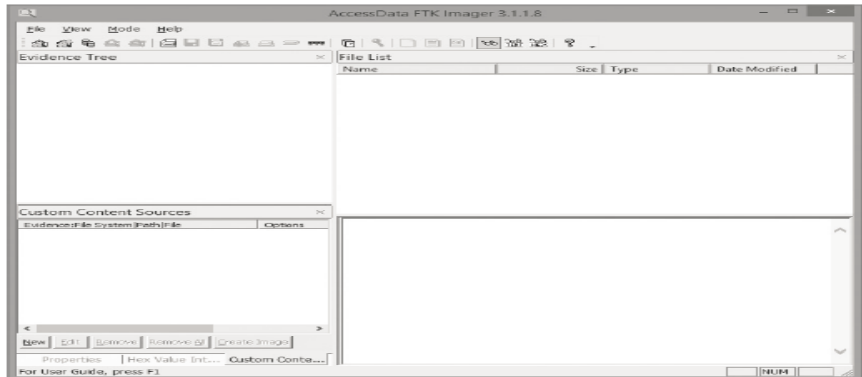 AccessData FTK Imager 3.1.1.8
File View Mode Help
Evidence Tree
File List
Name Size Type Date Modified
Custom Content Sources
Evidence:File System|Path|File Options
New Edit Remove Remove All Create Image
Properties Hex Value Int... Custom Conte...
For User Guide, press F1
NUM